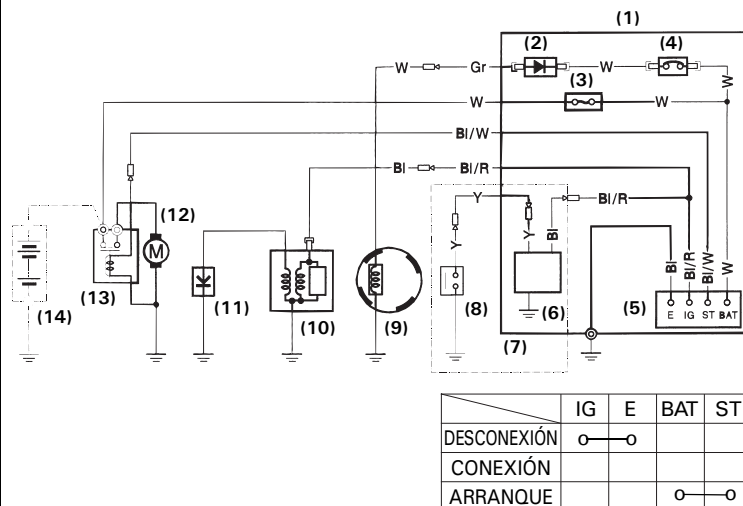 (1)
(2)
(4)
(3)
W
Gr
W
W
W
W
W
Bl/W
Bl
Bl/R
Y
Bl/R
(12)
M
Y
Y
Bl
Bl
Bl/R
Bl/W
W
(13)
(14)
(11)
(10)
(9)
(8)
(6)
(5)
E IG ST BAT
(7)
IG E BAT ST
DESCONEXIÓN
CONEXIÓN
ARRANQUE